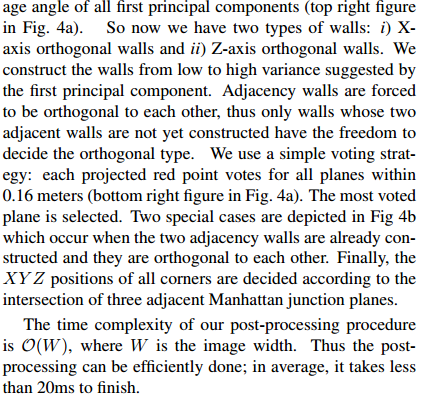 age angle of all first principal components (top right figure
in Fig. 4a). So now we have two types of walls: i) X-
axis orthogonal walls and ii) Z-axis orthogonal walls. We
construct the walls from low to high variance suggested by
the first principal component. Adjacency walls are forced
to be orthogonal to each other, thus only walls whose two
adjacent walls are not yet constructed have the freedom to
decide the orthogonal type. We use a simple voting strat-
egy: each projected red point votes for all planes within
0.16 meters (bottom right figure in Fig. 4a). The most voted
plane is selected. Two special cases are depicted in Fig 4b
which occur when the two adjacency walls are already con-
structed and they are orthogonal to each other. Finally, the
XYZ positions of all corners are decided according to the
intersection of three adjacent Manhattan junction planes.
The time complexity of our post-processing procedure
is O(W), where W is the image width. Thus the post-
processing can be efficiently done; in average, it takes less
than 20ms to finish.